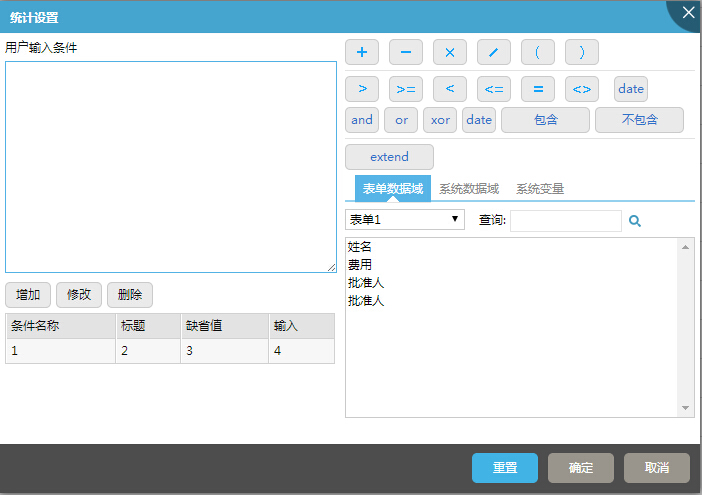 统计设置
用户输入条件
增加 修改 删除
条件名称 标题 缺省值 输入
1 2 3 4
+ − × / ( )
> >= < <= = <> date
and or xor date 包含 不包含
extend
表单数据域 系统数据域 系统变量
表单1 查询:
姓名
费用
批准人
批准人
重置 确定 取消